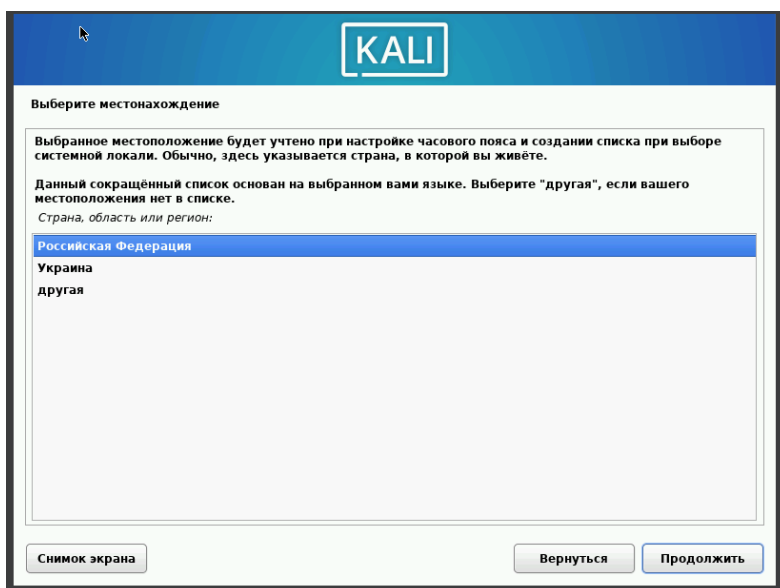 KALI
Выберите местонахождение
Выбранное местоположение будет учтено при настройке часового пояса и создании списка при выборе
системной локали. Обычно, здесь указывается страна, в которой вы живёте.
Данный сокращённый список основан на выбранном вами языке. Выберите "другая", если вашего
местоположения нет в списке.
Страна, область или регион:
Российская Федерация
Украина
другая
Снимок экрана
Вернуться
Продолжить